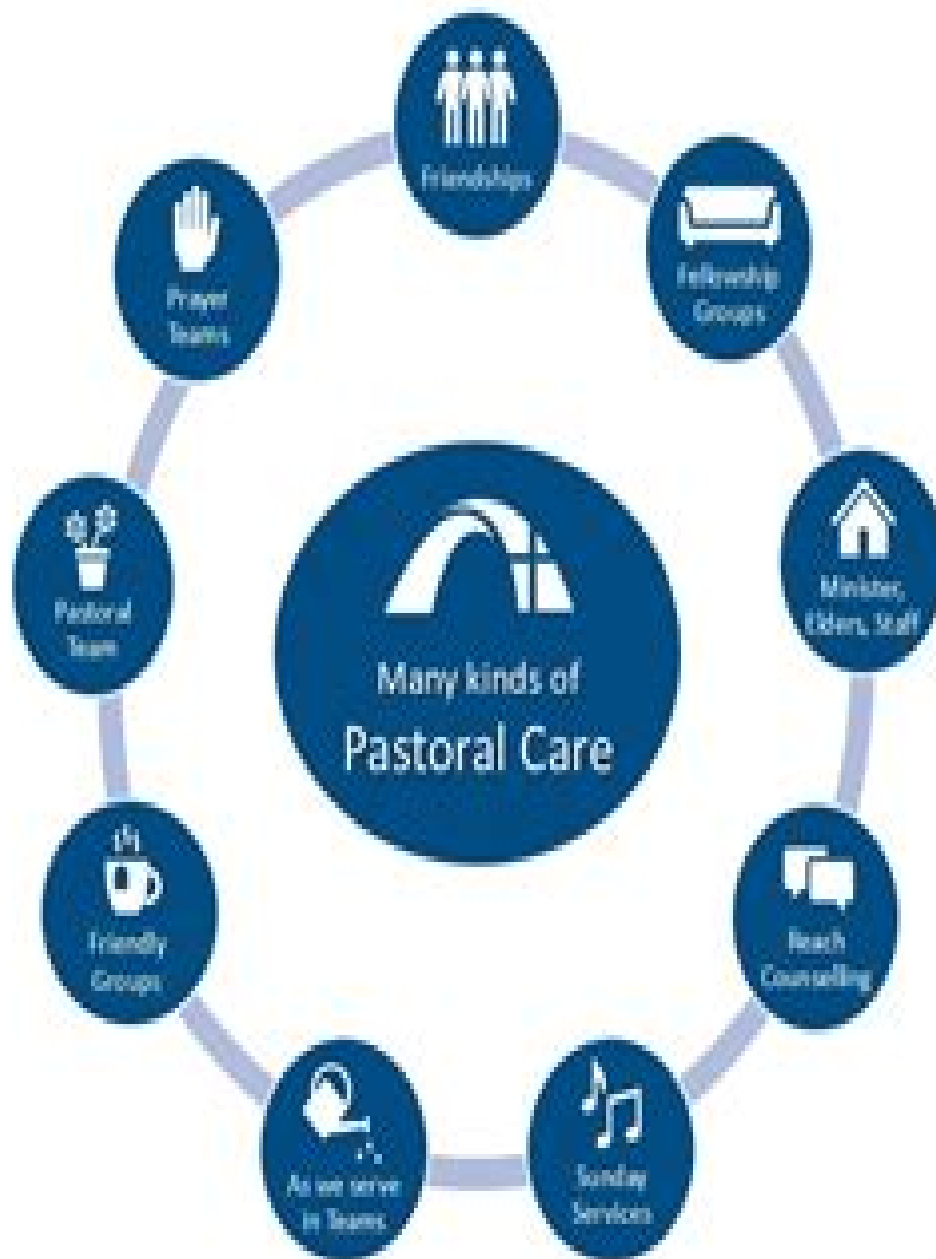 Friendships
Fellowship
Groups
Minister,
Elders, Staff
Reach
Counselling
Sunday
Services
As we serve
in Teams
Friendly
Groups
Pastoral
Team
Prayer
Teams
Many kinds of
Pastoral Care